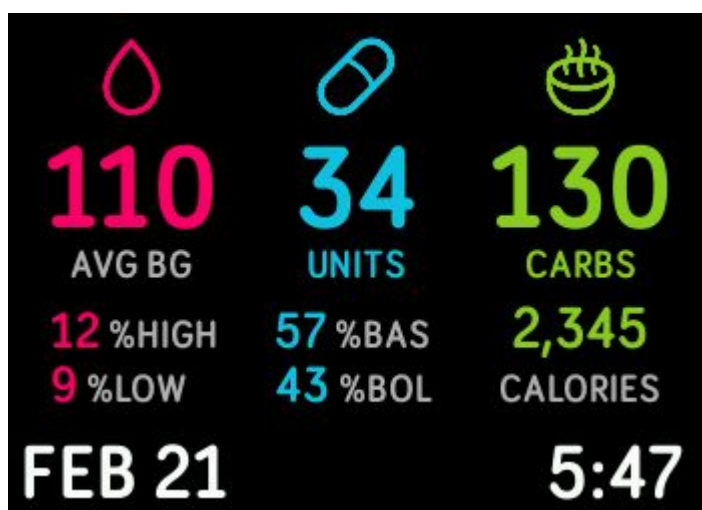 110 34 130
AVG BG UNITS CARBS
12 %HIGH 57 %BAS 2,345
9 %LOW 43 %BOL CALORIES
FEB 21 5:47